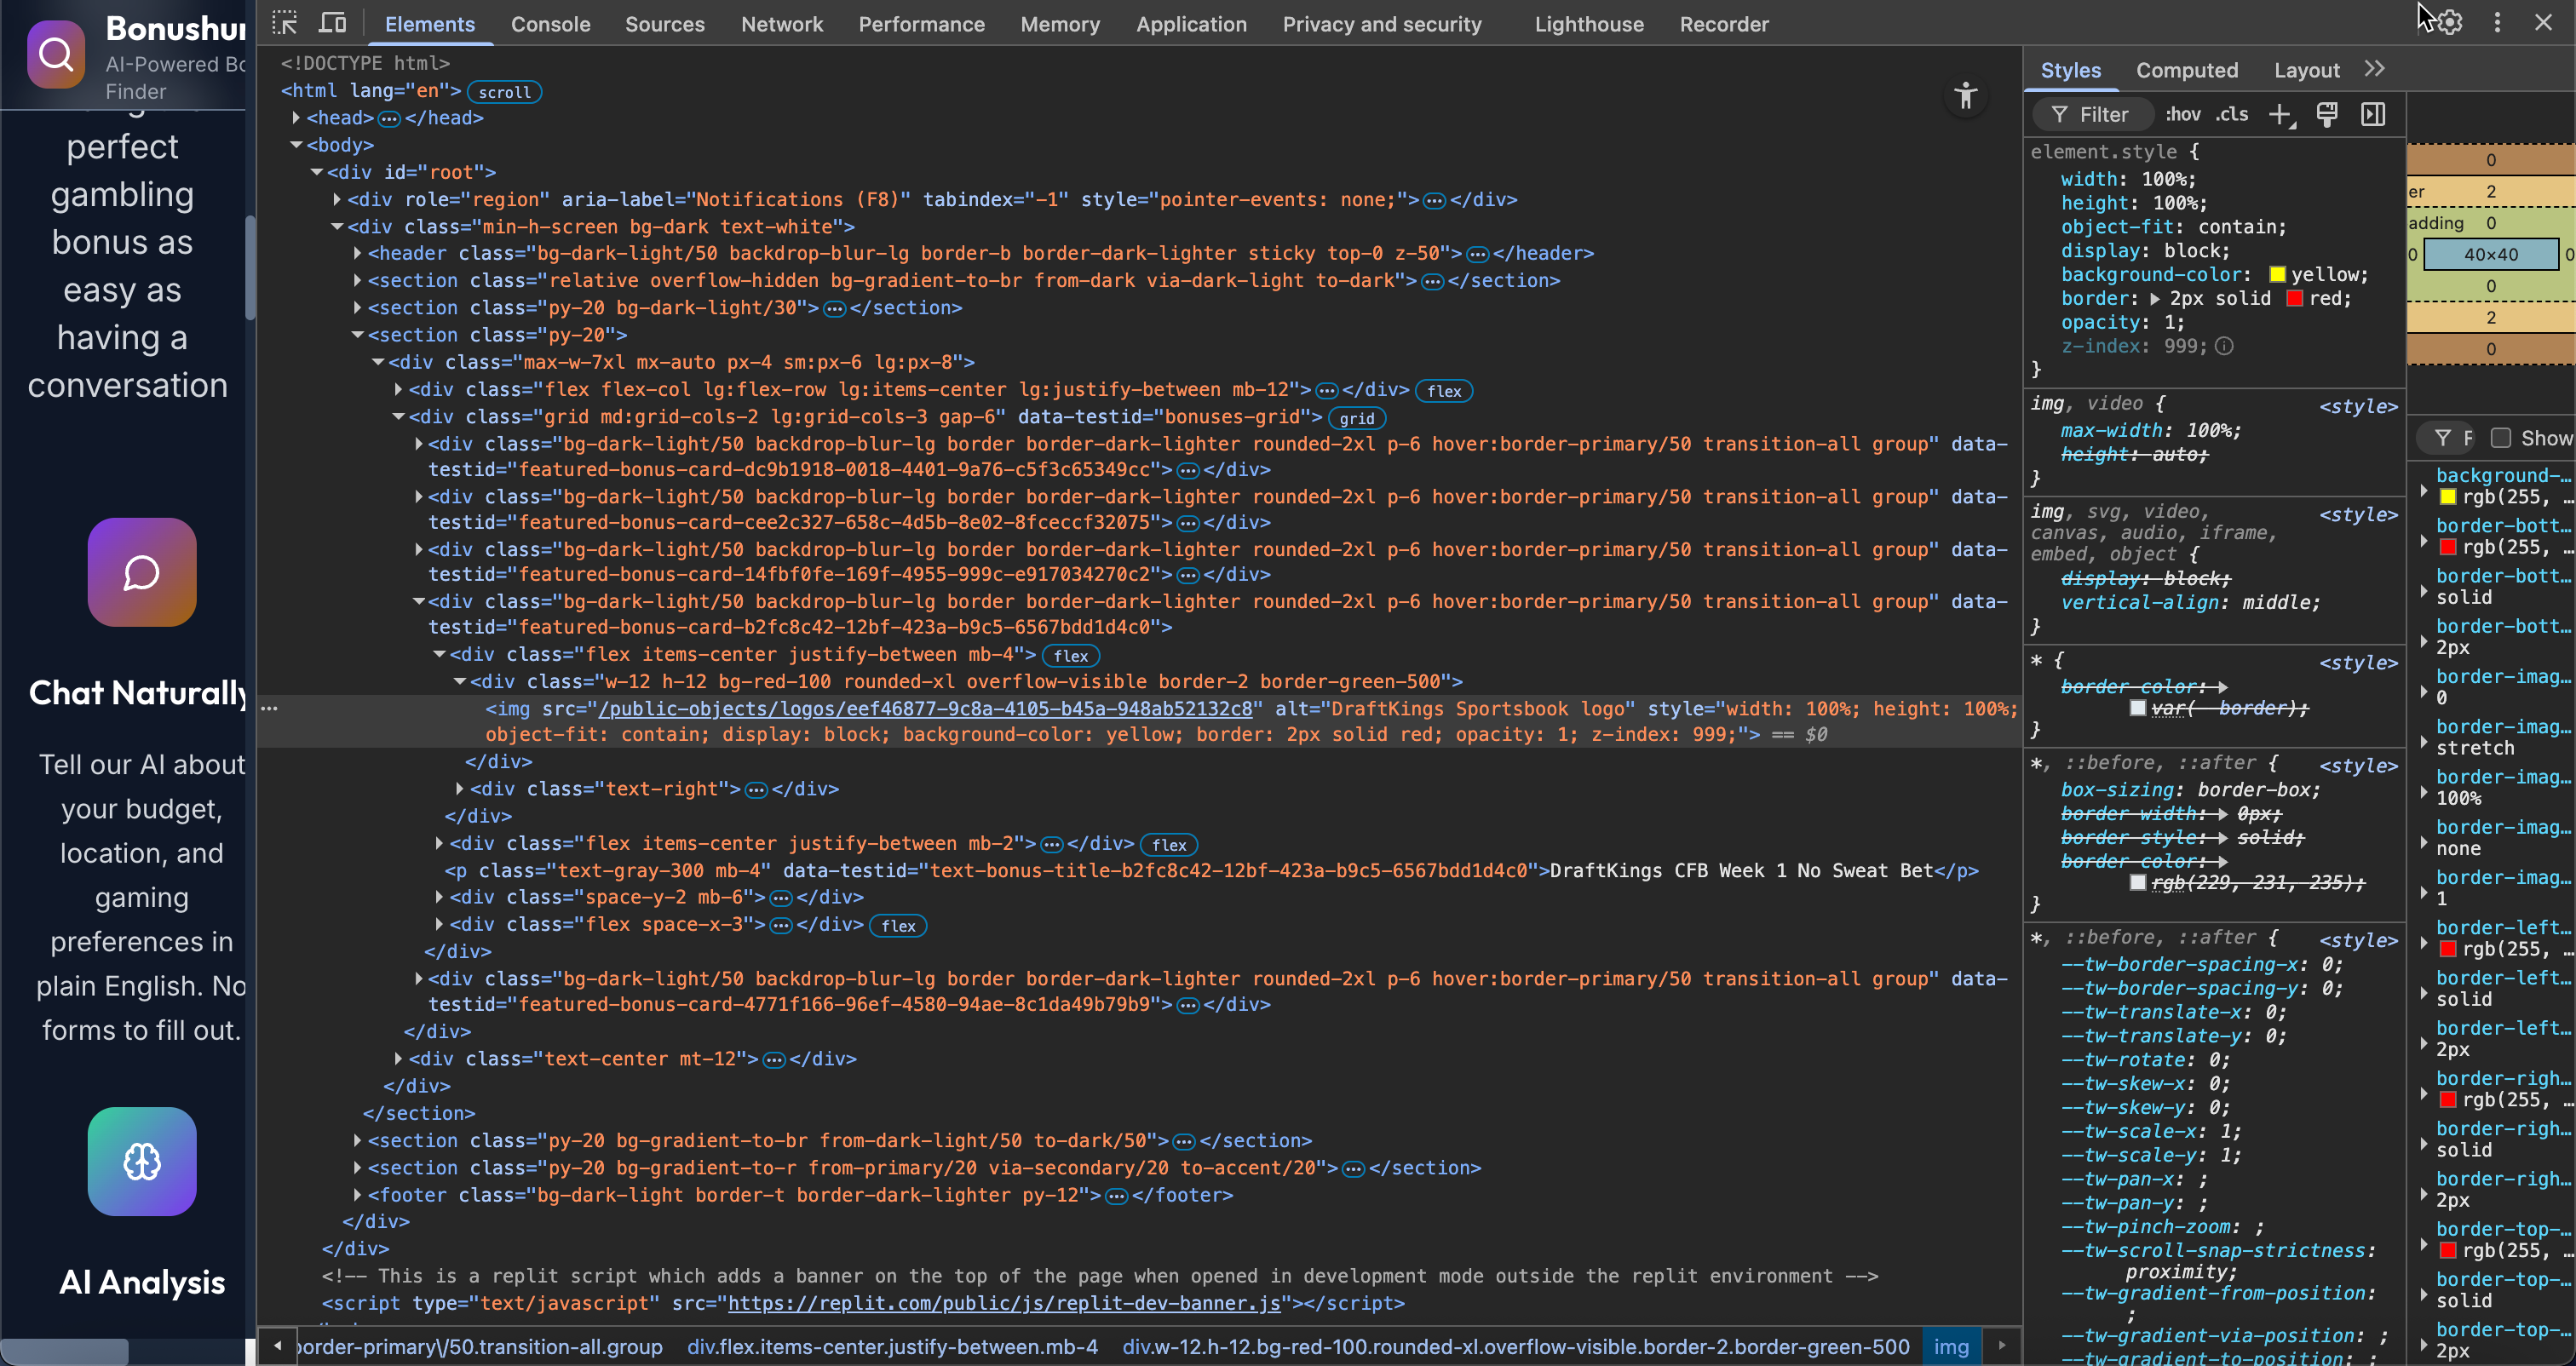 Bonushur
AI-Powered Bo
Finder
perfect
gambling
bonus as
easy as
having a
conversation
Chat Naturally
Tell our AI about
your budget,
location, and
gaming
preferences in
plain English. No
forms to fill out.
AI Analysis
Elements Console Sources Network Performance Memory Application Privacy and security Lighthouse Recorder
<!DOCTYPE html>
<html lang="en"> scroll
<head> ⋯ </head>
<body>
<div id="root">
<div role="region" aria-label="Notifications (F8)" tabindex="-1" style="pointer-events: none;"> ⋯ </div>
<div class="min-h-screen bg-dark text-white">
<header class="bg-dark-light/50 backdrop-blur-lg border-b border-dark-lighter sticky top-0 z-50"> ⋯ </header>
<section class="relative overflow-hidden bg-gradient-to-br from-dark via-dark-light to-dark"> ⋯ </section>
<section class="py-20 bg-dark-light/30"> ⋯ </section>
<section class="py-20">
<div class="max-w-7xl mx-auto px-4 sm:px-6 lg:px-8">
<div class="flex flex-col lg:flex-row lg:items-center lg:justify-between mb-12"> ⋯ </div> flex
<div class="grid md:grid-cols-2 lg:grid-cols-3 gap-6" data-testid="bonuses-grid"> grid
<div class="bg-dark-light/50 backdrop-blur-lg border border-dark-lighter rounded-2xl p-6 hover:border-primary/50 transition-all group" data-
testid="featured-bonus-card-dc9b1918-0018-4401-9a76-c5f3c65349cc"> ⋯ </div>
<div class="bg-dark-light/50 backdrop-blur-lg border border-dark-lighter rounded-2xl p-6 hover:border-primary/50 transition-all group" data-
testid="featured-bonus-card-cee2c327-658c-4d5b-8e02-8fceccf32075"> ⋯ </div>
<div class="bg-dark-light/50 backdrop-blur-lg border border-dark-lighter rounded-2xl p-6 hover:border-primary/50 transition-all group" data-
testid="featured-bonus-card-14fbf0fe-169f-4955-999c-e917034270c2"> ⋯ </div>
<div class="bg-dark-light/50 backdrop-blur-lg border border-dark-lighter rounded-2xl p-6 hover:border-primary/50 transition-all group" data-
testid="featured-bonus-card-b2fc8c42-12bf-423a-b9c5-6567bdd1d4c0">
<div class="flex items-center justify-between mb-4"> flex
<div class="w-12 h-12 bg-red-100 rounded-xl overflow-visible border-2 border-green-500">
<img src="/public-objects/logos/eef46877-9c8a-4105-b45a-948ab52132c8" alt="DraftKings Sportsbook logo" style="width: 100%; height: 100%;
object-fit: contain; display: block; background-color: yellow; border: 2px solid red; opacity: 1; z-index: 999;"> == $0
</div>
<div class="text-right"> ⋯ </div>
</div>
<div class="flex items-center justify-between mb-2"> ⋯ </div> flex
<p class="text-gray-300 mb-4" data-testid="text-bonus-title-b2fc8c42-12bf-423a-b9c5-6567bdd1d4c0">DraftKings CFB Week 1 No Sweat Bet</p>
<div class="space-y-2 mb-6"> ⋯ </div>
<div class="flex space-x-3"> ⋯ </div> flex
</div>
<div class="bg-dark-light/50 backdrop-blur-lg border border-dark-lighter rounded-2xl p-6 hover:border-primary/50 transition-all group" data-
testid="featured-bonus-card-4771f166-96ef-4580-94ae-8c1da49b79b9"> ⋯ </div>
</div>
<div class="text-center mt-12"> ⋯ </div>
</div>
</section>
<section class="py-20 bg-gradient-to-br from-dark-light/50 to-dark/50"> ⋯ </section>
<section class="py-20 bg-gradient-to-r from-primary/20 via-secondary/20 to-accent/20"> ⋯ </section>
<footer class="bg-dark-light border-t border-dark-lighter py-12"> ⋯ </footer>
</div>
</div>
<!-- This is a replit script which adds a banner on the top of the page when opened in development mode outside the replit environment -->
<script type="text/javascript" src="https://replit.com/public/js/replit-dev-banner.js"></script>
border-primary\/50.transition-all.group div.flex.items-center.justify-between.mb-4 div.w-12.h-12.bg-red-100.rounded-xl.overflow-visible.border-2.border-green-500 img
Styles Computed Layout
Filter :hov .cls
element.style {
width: 100%;
height: 100%;
object-fit: contain;
display: block;
background-color: yellow;
border: 2px solid red;
opacity: 1;
z-index: 999;
}
img, video { <style>
max-width: 100%;
height: auto;
}
img, svg, video, <style>
canvas, audio, iframe,
embed, object {
display: block;
vertical-align: middle;
}
* { <style>
border-color:
var(--border);
}
*, ::before, ::after { <style>
box-sizing: border-box;
border-width: 0px;
border-style: solid;
border-color:
rgb(229, 231, 235);
}
*, ::before, ::after { <style>
--tw-border-spacing-x: 0;
--tw-border-spacing-y: 0;
--tw-translate-x: 0;
--tw-translate-y: 0;
--tw-rotate: 0;
--tw-skew-x: 0;
--tw-skew-y: 0;
--tw-scale-x: 1;
--tw-scale-y: 1;
--tw-pan-x: ;
--tw-pan-y: ;
--tw-pinch-zoom: ;
--tw-scroll-snap-strictness:
proximity;
--tw-gradient-from-position:
;
--tw-gradient-via-position: ;
--tw-gradient-to-position: ;
0
er 2
adding 0
0 40×40 0
0
2
0
F Show
background-…
rgb(255, …
border-bott…
rgb(255, …
border-bott…
solid
border-bott…
2px
border-imag…
0
border-imag…
stretch
border-imag…
100%
border-imag…
none
border-imag…
1
border-left…
rgb(255, …
border-left…
solid
border-left…
2px
border-righ…
rgb(255, …
border-righ…
solid
border-righ…
2px
border-top-…
rgb(255, …
border-top-…
solid
border-top-…
2px